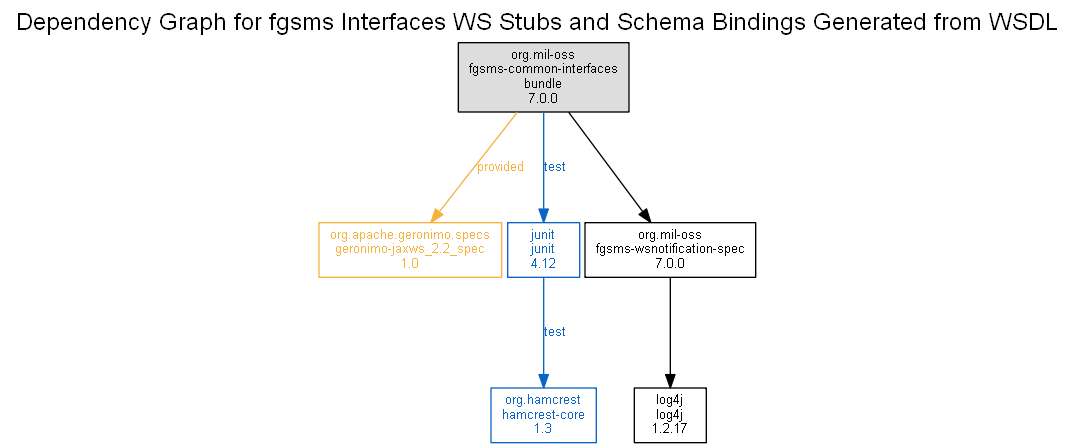 Dependency Graph for fgsms Interfaces WS Stubs and Schema Bindings Generated from WSDL
org.mil-oss
fgsms-common-interfaces
bundle
7.0.0
provided
test
org.apache.geronimo.specs
geronimo-jaxws_2.2_spec
1.0
junit
junit
4.12
org.mil-oss
fgsms-wsnotification-spec
7.0.0
test
org.hamcrest
hamcrest-core
1.3
log4j
log4j
1.2.17